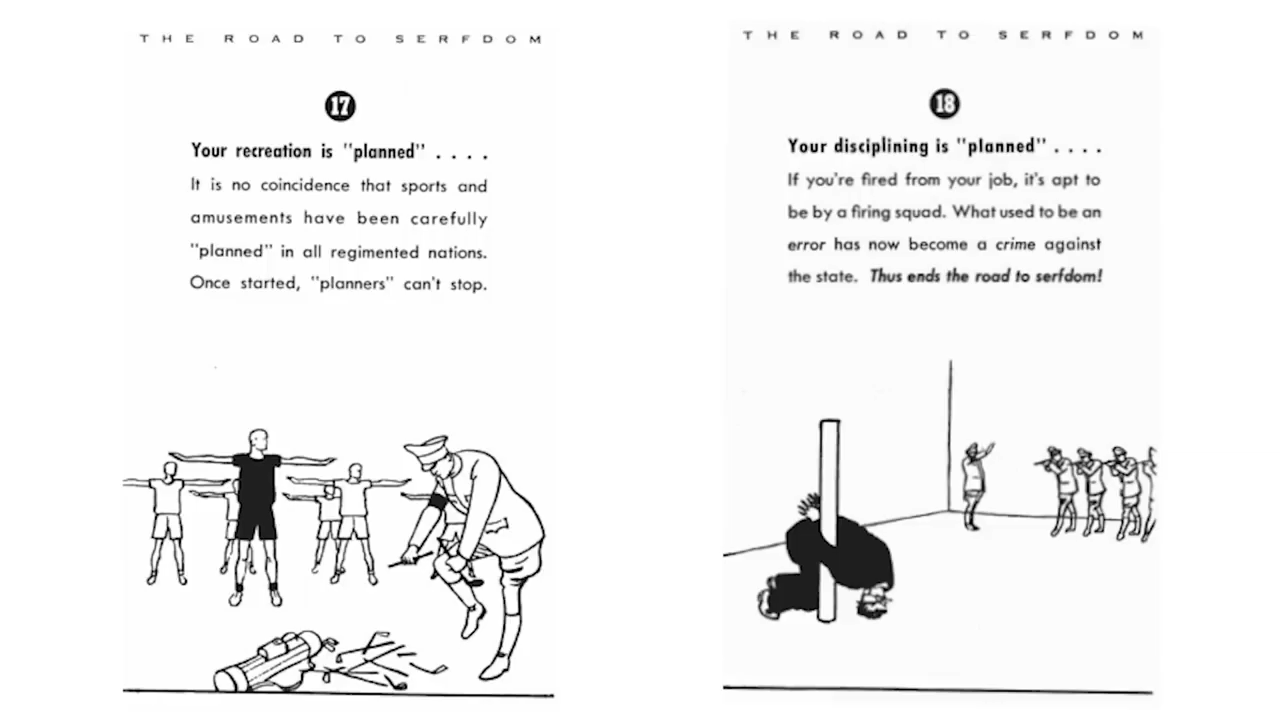 THE ROAD TO SERFDOM
17
Your recreation is "planned" . . . .
It is no coincidence that sports and
amusements have been carefully
"planned" in all regimented nations.
Once started, "planners" can't stop.
THE ROAD TO SERFDOM
18
Your disciplining is "planned" . . . .
If you're fired from your job, it's apt to
be by a firing squad. What used to be an
error has now become a crime against
the state. Thus ends the road to serfdom!